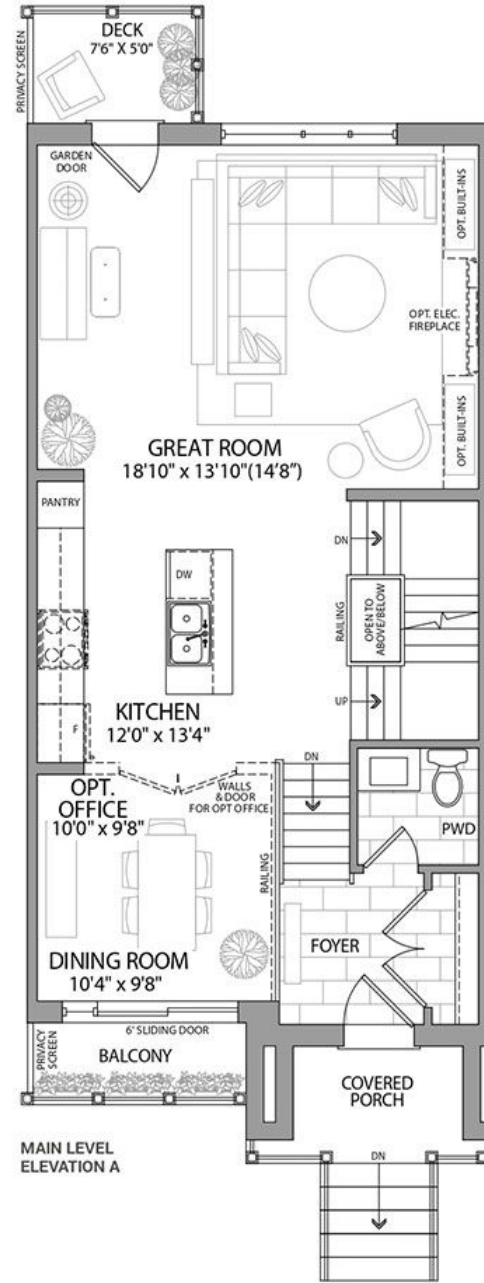 DECK
7'6" X 5'0"
PRIVACY SCREEN
GARDEN
DOOR
OPT. BUILT-INS
OPT. ELEC.
FIREPLACE
OPT. BUILT-INS
GREAT ROOM
18'10" x 13'10"(14'8")
PANTRY
DN
DW
RAILING
OPEN TO
ABOVE/BELOW
UP
F
KITCHEN
12'0" x 13'4"
DN
OPT.
OFFICE
10'0" x 9'8"
WALLS
& DOOR
FOR OPT OFFICE
PWD
RAILING
FOYER
DINING ROOM
10'4" x 9'8"
6' SLIDING DOOR
PRIVACY
SCREEN
BALCONY
COVERED
PORCH
MAIN LEVEL
ELEVATION A
DN